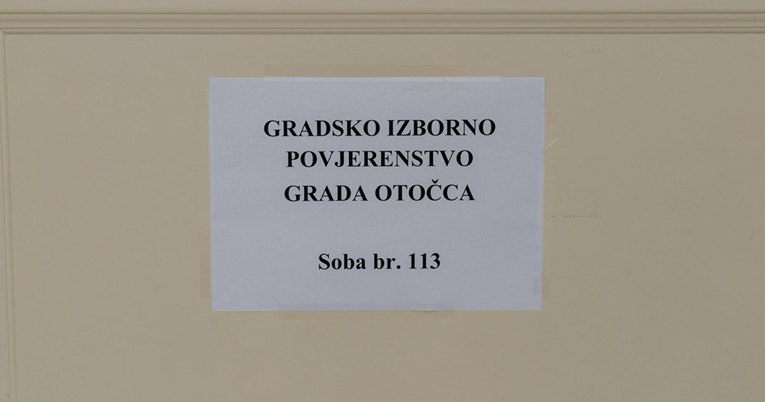 GRADSKO IZBORNO
POVJERENSTVO
GRADA OTOČCA
Soba br. 113